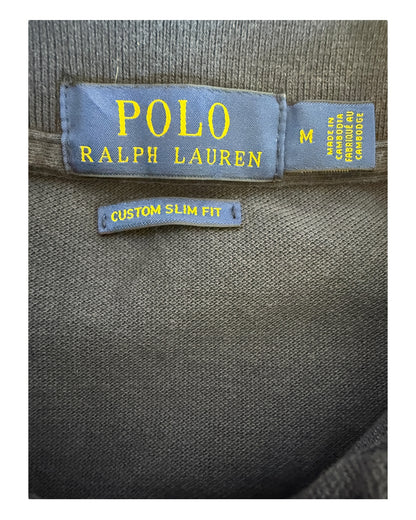 POLO
RALPH LAUREN
M
MADE IN
CAMBODIA
FABRIQUÉ AU
CAMBODGE
CUSTOM SLIM FIT